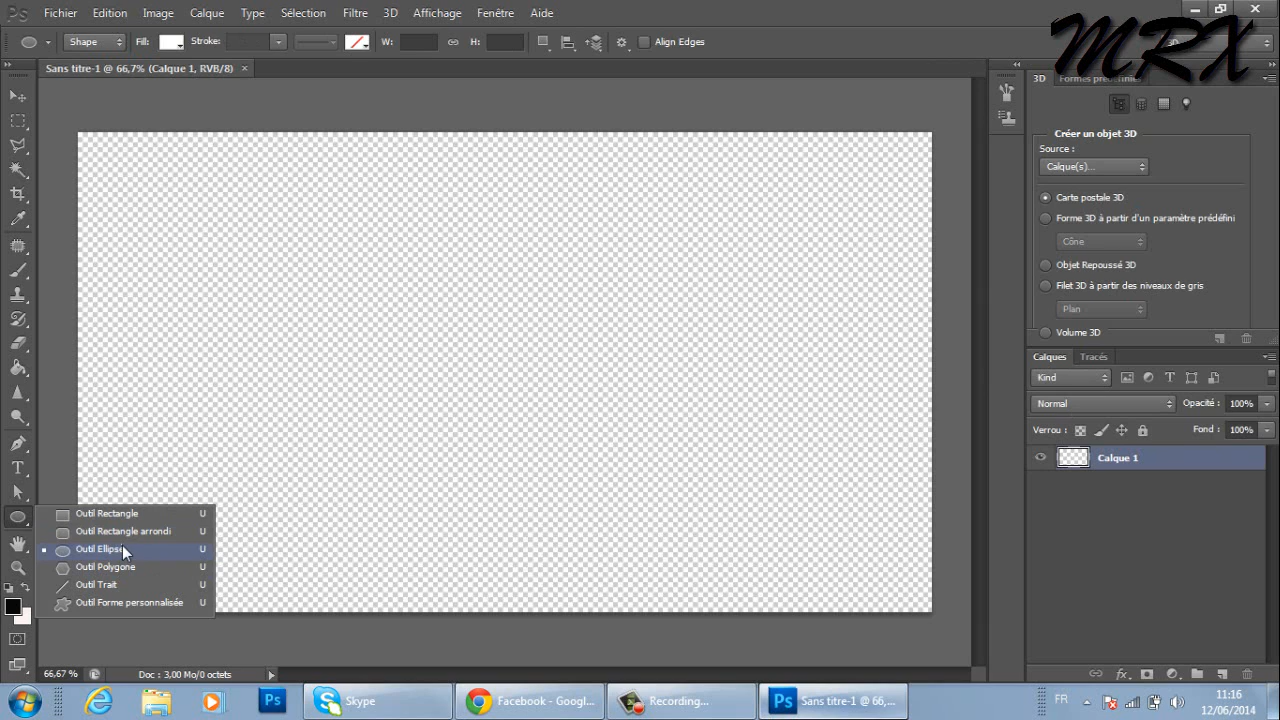 Ps Fichier Edition Image Calque Type Sélection Filtre 3D Affichage Fenêtre Aide
MRX
Shape Fill: Stroke: W: H: Align Edges
Sans titre-1 @ 66,7% (Calque 1, RVB/8) ×
3D
Créer un objet 3D
Source :
Calque(s)...
Carte postale 3D
Forme 3D à partir d'un paramètre prédéfini
Cône
Objet Repoussé 3D
Filet 3D à partir des niveaux de gris
Plan
Volume 3D
Calques Tracés
Kind
Normal Opacité : 100%
Verrou : Fond : 100%
Calque 1
Outil Rectangle U
Outil Rectangle arrondi U
Outil Ellipse U
Outil Polygone U
Outil Trait U
Outil Forme personnalisée U
66,67 % Doc : 3,00 Mo/0 octets
Ps Skype Facebook - Googl... Recording... Ps Sans titre-1 @ 66,... FR 11:16
12/06/2014